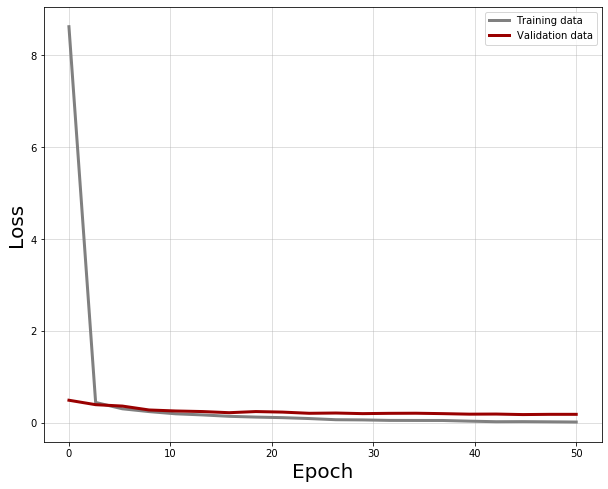 Training data
Validation data
8
6
4
2
0
Loss
0 10 20 30 40 50
Epoch